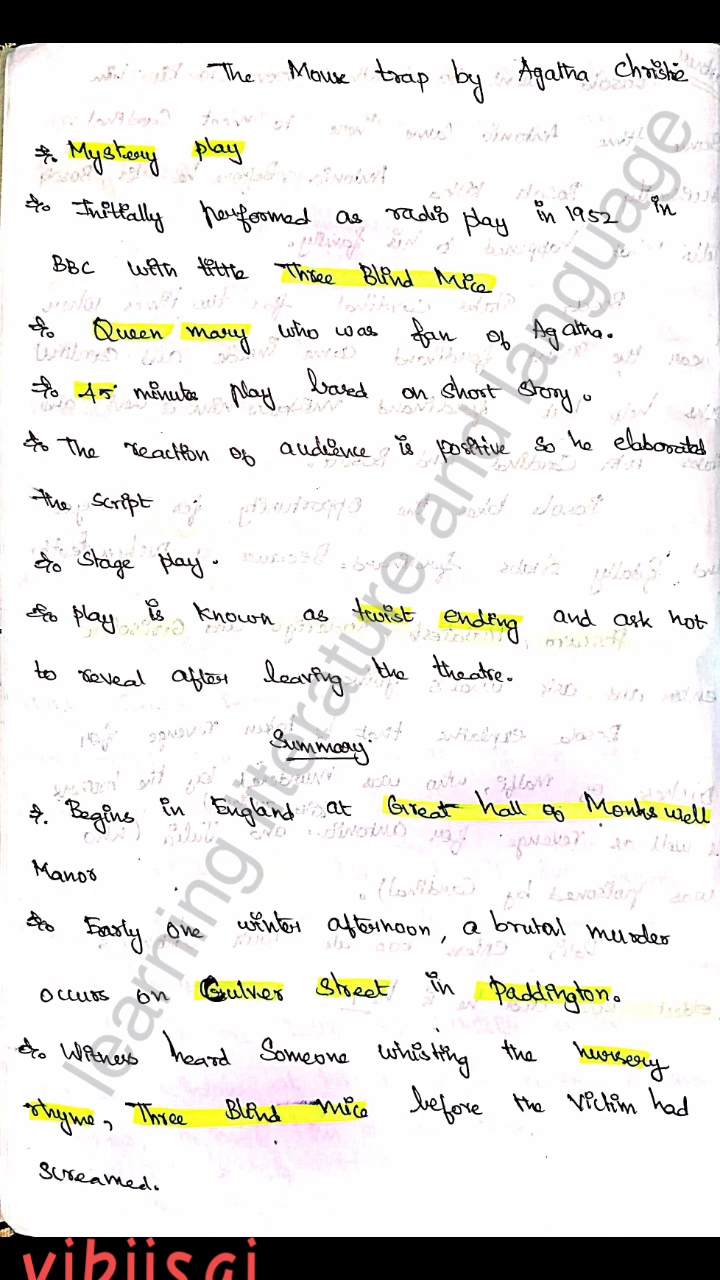 The Mouse trap by Agatha Christie
Mystery play
Initially performed as radio play in 1952 in
BBC with tittle Three Blind Mice
Queen mary who was fan of Agatha.
45 minute play based on short story.
The reaction of audience is positive so he elaborated
the script
Stage play.
play is known as twist ending and ask not
to reveal after leaving the theatre.
Summary.
Begins in England at Great hall of Monks well
Manor
Early one winter afternoon, a brutal murder
occurs on Culver Street in Paddington.
Witness heard Someone whisting the nursery
rhyme, Three Blind mice before the victim had
screamed.
learning literature and language
vibjisai